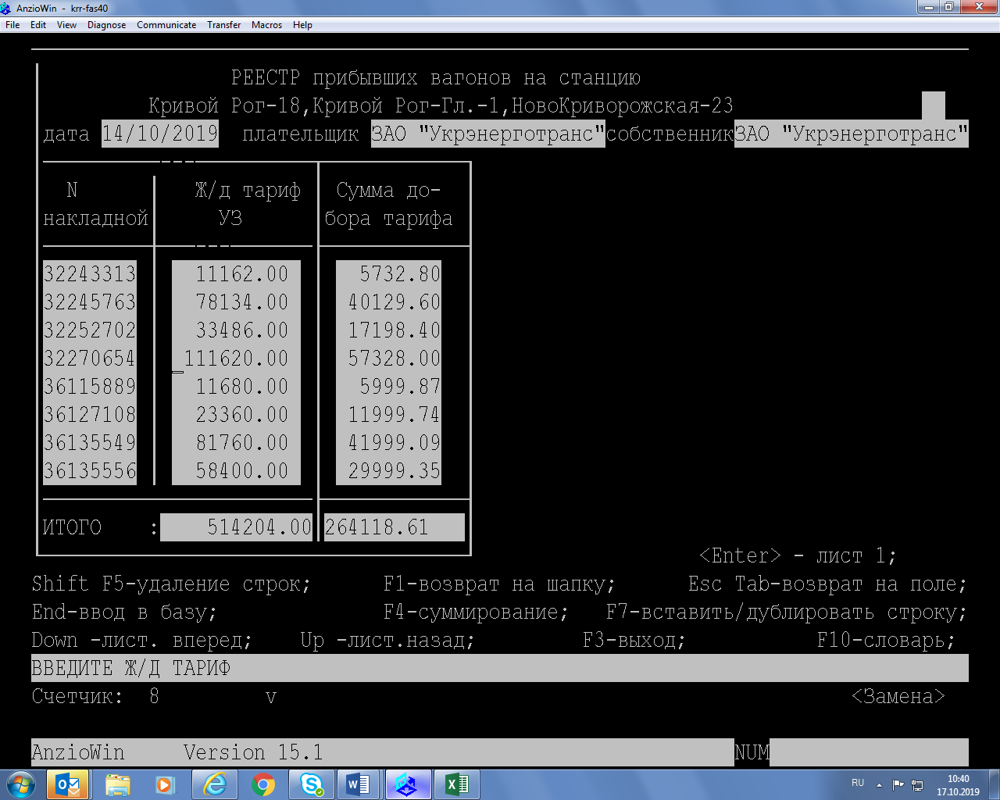 AnzioWin - krr-fas40
File Edit View Diagnose Communicate Transfer Macros Help
РЕЕСТР прибывших вагонов на станцию
Кривой Рог-18,Кривой Рог-Гл.-1,НовоКриворожская-23
дата 14/10/2019 плательщик ЗАО "Укрэнерготранс"собственникЗАО "Укрэнерготранс"
N Ж/д тариф Сумма до-
накладной УЗ бора тарифа
32243313 11162.00 5732.80
32245763 78134.00 40129.60
32252702 33486.00 17198.40
32270654 111620.00 57328.00
36115889 11680.00 5999.87
36127108 23360.00 11999.74
36135549 81760.00 41999.09
36135556 58400.00 29999.35
ИТОГО : 514204.00 264118.61
<Enter> - лист 1;
Shift F5-удаление строк; F1-возврат на шапку; Esc Tab-возврат на поле;
End-ввод в базу; F4-суммирование; F7-вставить/дублировать строку;
Down -лист. вперед; Up -лист.назад; F3-выход; F10-словарь;
ВВЕДИТЕ Ж/Д ТАРИФ
Счетчик: 8 v <Замена>
AnzioWin Version 15.1 NUM
RU 10:40
17.10.2019